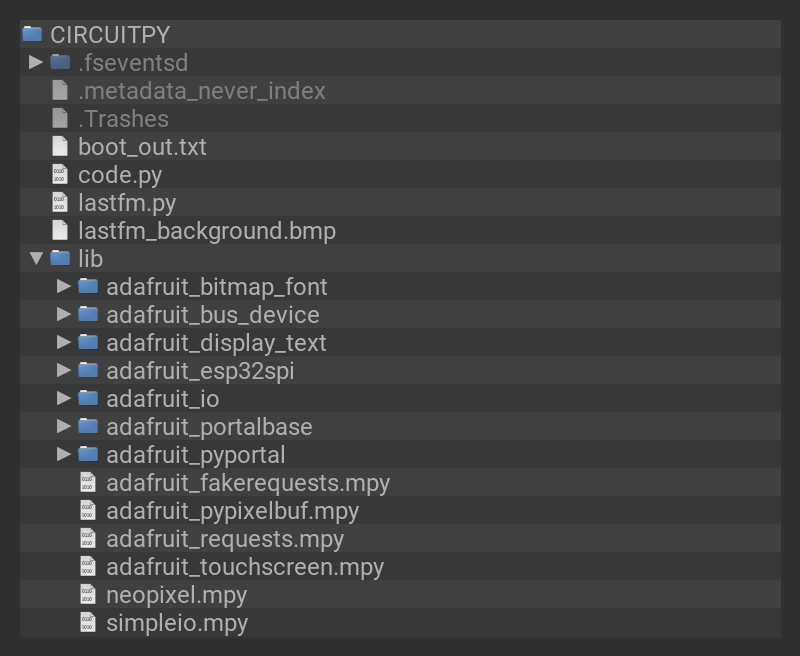 CIRCUITPY
.fseventsd
.metadata_never_index
.Trashes
boot_out.txt
code.py
lastfm.py
lastfm_background.bmp
lib
adafruit_bitmap_font
adafruit_bus_device
adafruit_display_text
adafruit_esp32spi
adafruit_io
adafruit_portalbase
adafruit_pyportal
adafruit_fakerequests.mpy
adafruit_pypixelbuf.mpy
adafruit_requests.mpy
adafruit_touchscreen.mpy
neopixel.mpy
simpleio.mpy